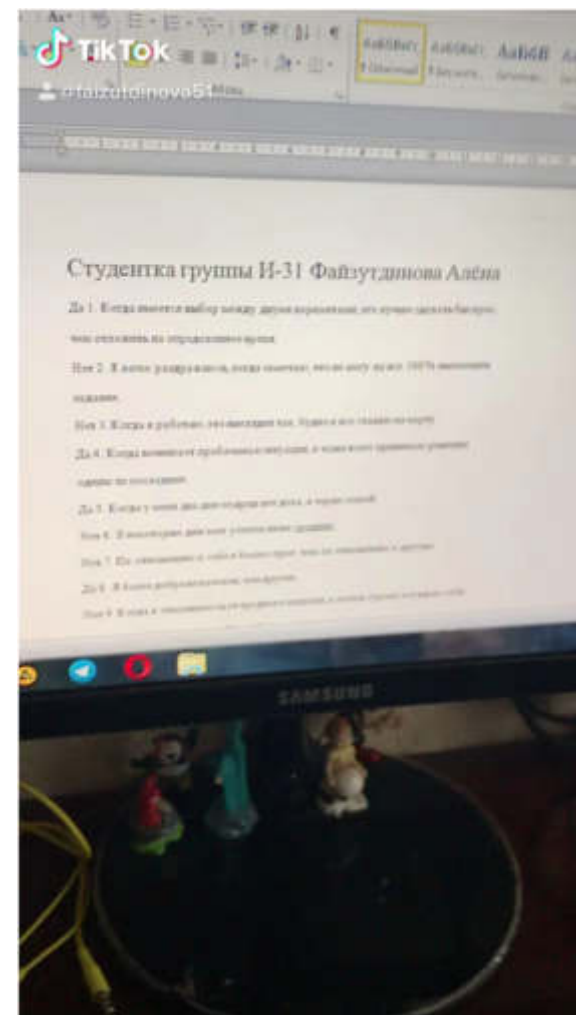 TikTok
@faizutdinova51...
Студентка группы И-31 Файзутдинова Алёна
Да 1. Когда имеется выбор между двумя вариантами, его лучше сделать быстрее,
чем отложить на определенное время.
Нет 2. Я легко раздражаюсь, когда замечаю, что не могу на все 100% выполнить
задание.
Нет 3. Когда я работаю, это выглядит так, будто я все ставлю на карту.
Да 4. Когда возникает проблемная ситуация, я чаще всего принимаю решение
одним из последних.
Да 5. Когда у меня два дня подряд нет дела, я теряю покой.
Нет 6. В некоторые дни мои успехи ниже средних.
Нет 7. По отношению к себе я более строг, чем по отношению к другим.
Да 8. Я более доброжелателен, чем другие.
SAMSUNG